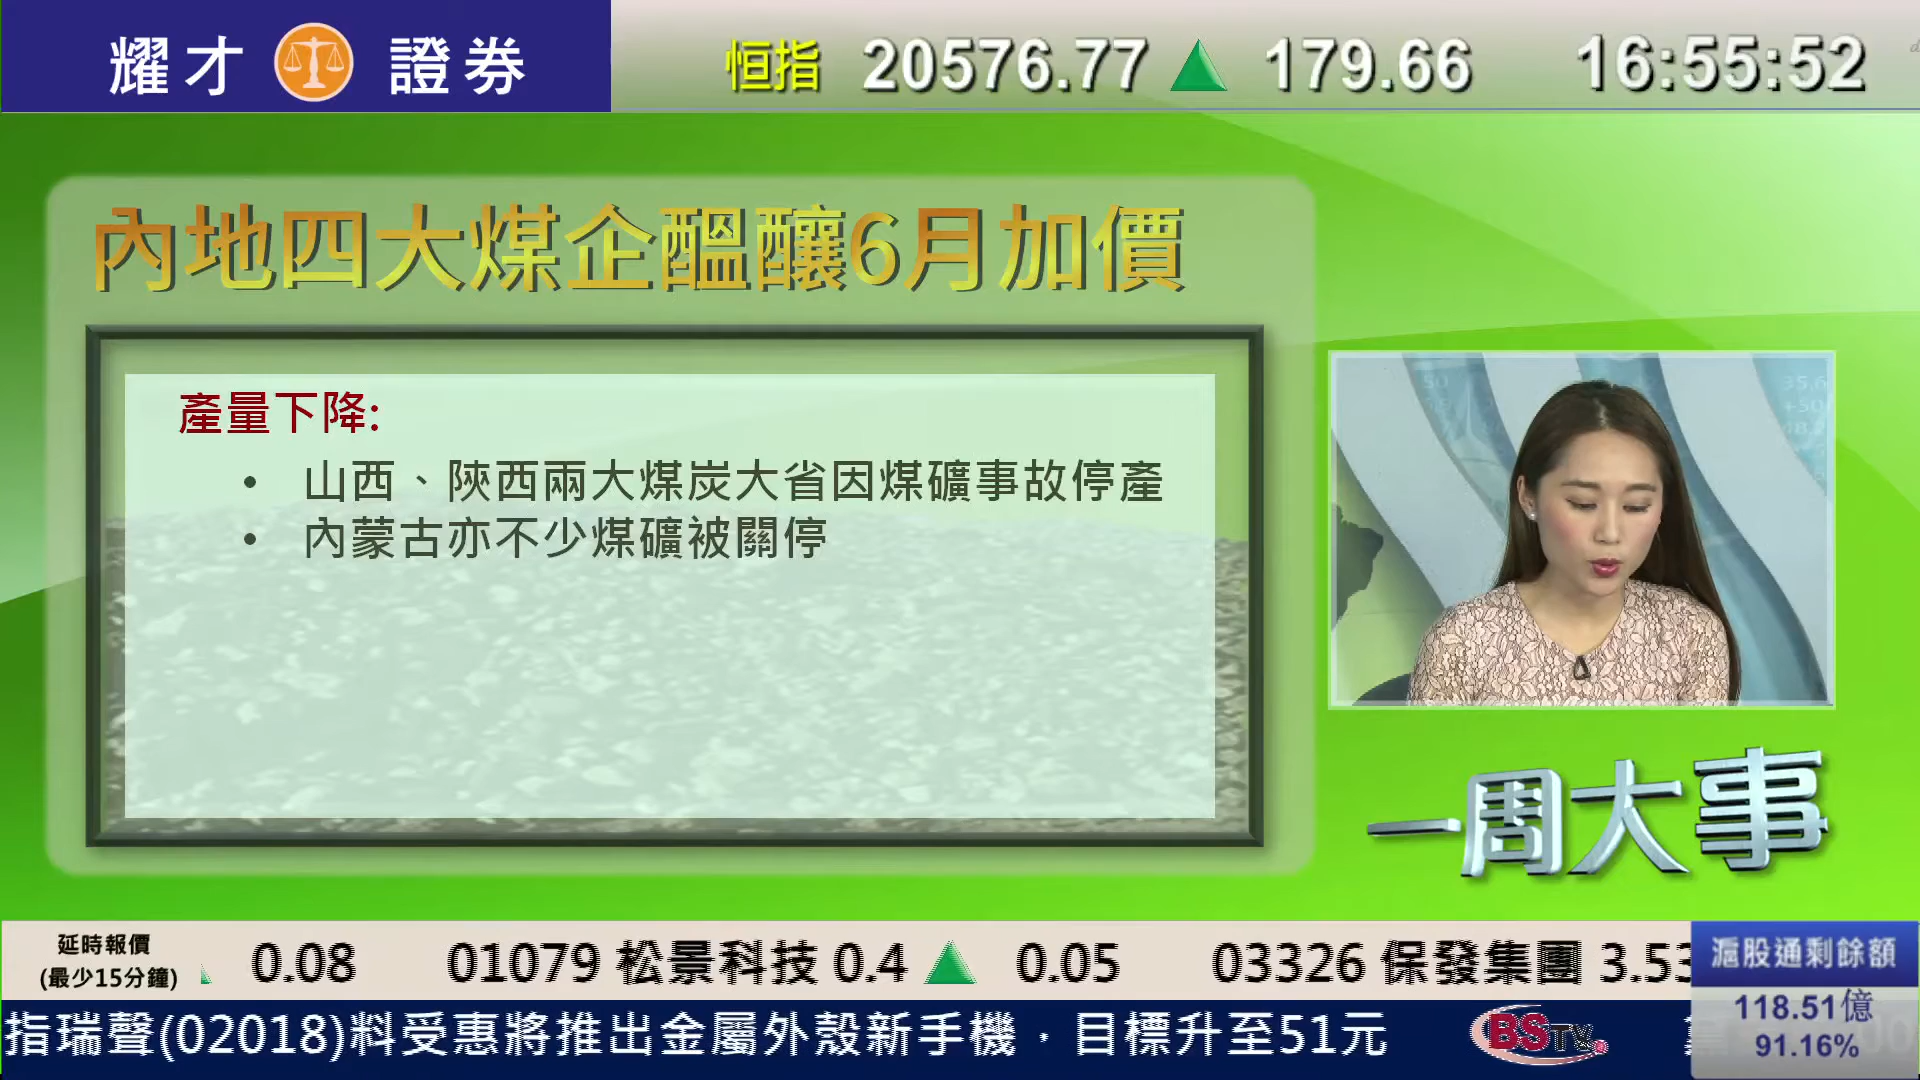 耀才 證券
恒指 20576.77 ▲ 179.66 16:55:52
內地四大煤企醞釀6月加價
產量下降:
• 山西、陝西兩大煤炭大省因煤礦事故停產
• 內蒙古亦不少煤礦被關停
一周大事
延時報價
(最少15分鐘)
0.08 01079 松景科技 0.4 ▲ 0.05 03326 保發集團 3.53
滬股通剩餘額
118.51億
91.16%
指瑞聲(02018)料受惠將推出金屬外殼新手機，目標升至51元
BSTV